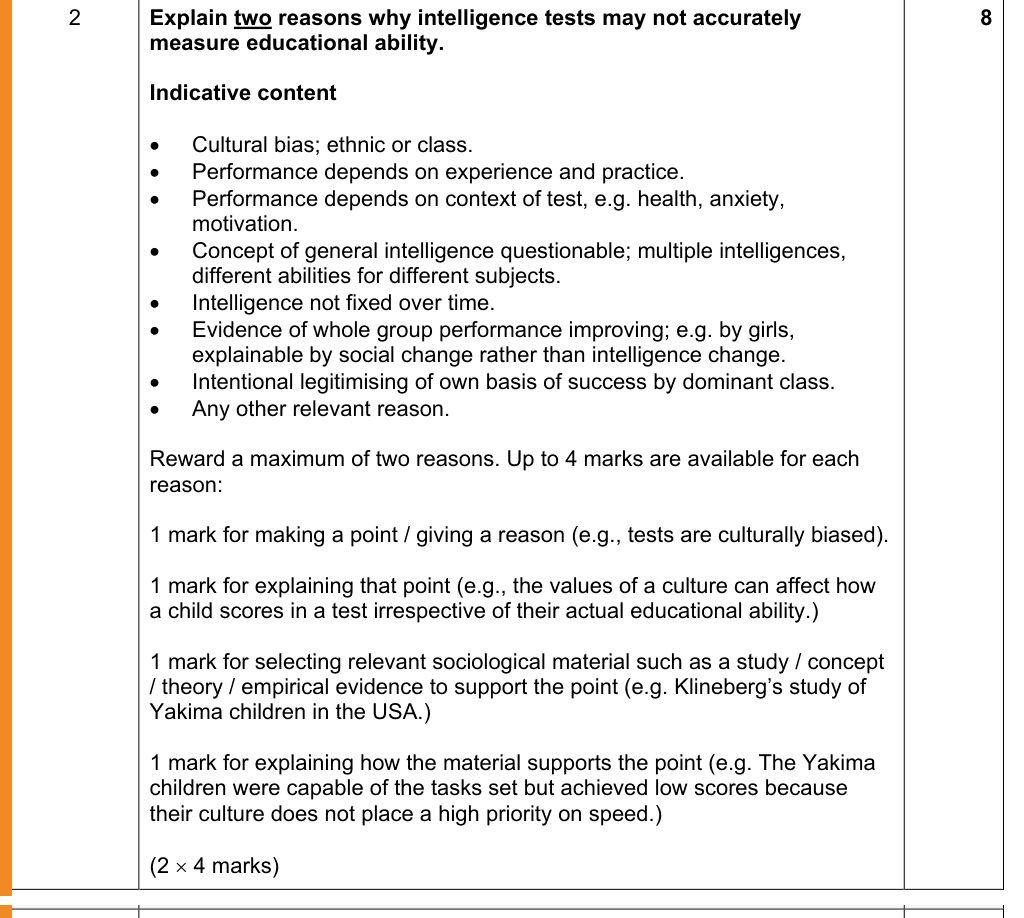 2 Explain two reasons why intelligence tests may not accurately 8
measure educational ability.
Indicative content
• Cultural bias; ethnic or class.
• Performance depends on experience and practice.
• Performance depends on context of test, e.g. health, anxiety,
motivation.
• Concept of general intelligence questionable; multiple intelligences,
different abilities for different subjects.
• Intelligence not fixed over time.
• Evidence of whole group performance improving; e.g. by girls,
explainable by social change rather than intelligence change.
• Intentional legitimising of own basis of success by dominant class.
• Any other relevant reason.
Reward a maximum of two reasons. Up to 4 marks are available for each
reason:
1 mark for making a point / giving a reason (e.g., tests are culturally biased).
1 mark for explaining that point (e.g., the values of a culture can affect how
a child scores in a test irrespective of their actual educational ability.)
1 mark for selecting relevant sociological material such as a study / concept
/ theory / empirical evidence to support the point (e.g. Klineberg’s study of
Yakima children in the USA.)
1 mark for explaining how the material supports the point (e.g. The Yakima
children were capable of the tasks set but achieved low scores because
their culture does not place a high priority on speed.)
(2 × 4 marks)